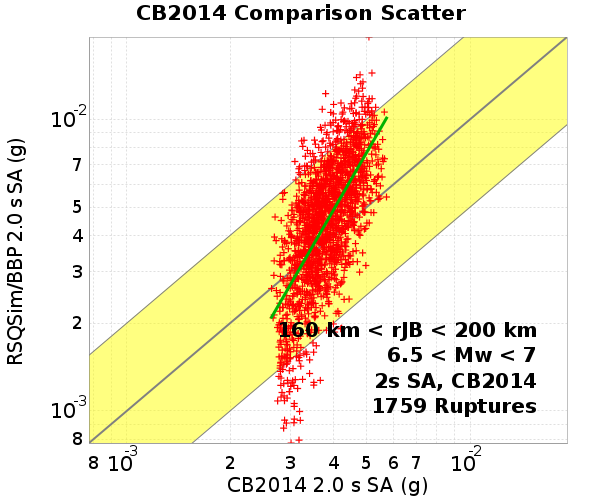 CB2014 Comparison Scatter
RSQSim/BBP 2.0 s SA (g)
10-2
7
5
4
3
2
10-3
8
160 km < rJB < 200 km
6.5 < Mw < 7
2s SA, CB2014
1759 Ruptures
8 10-3 2 3 4 5 6 7 10-2
CB2014 2.0 s SA (g)